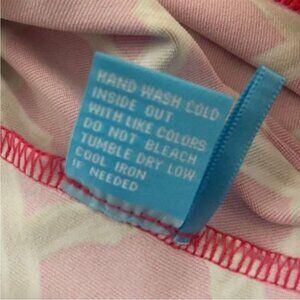 HAND WASH COLD
INSIDE OUT
WITH LIKE COLORS
DO NOT BLEACH
TUMBLE DRY LOW
COOL IRON
IF NEEDED